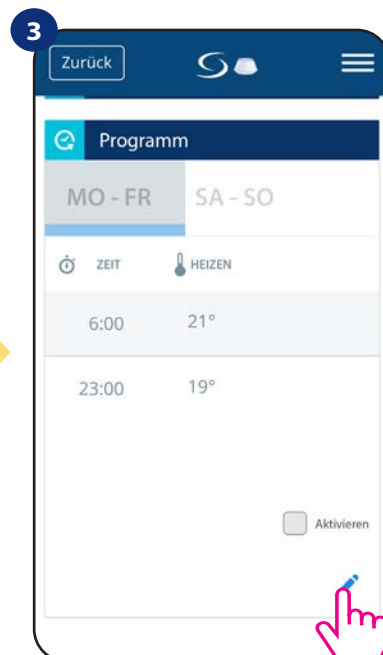 3
Zurück
Programm
MO - FR SA - SO
ZEIT HEIZEN
6:00 21°
23:00 19°
Aktivieren